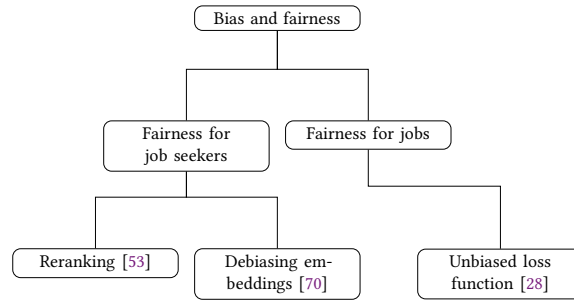 Bias and fairness
Fairness for
job seekers
Fairness for jobs
Reranking [53]
Debiasing em-
beddings [70]
Unbiased loss
function [28]